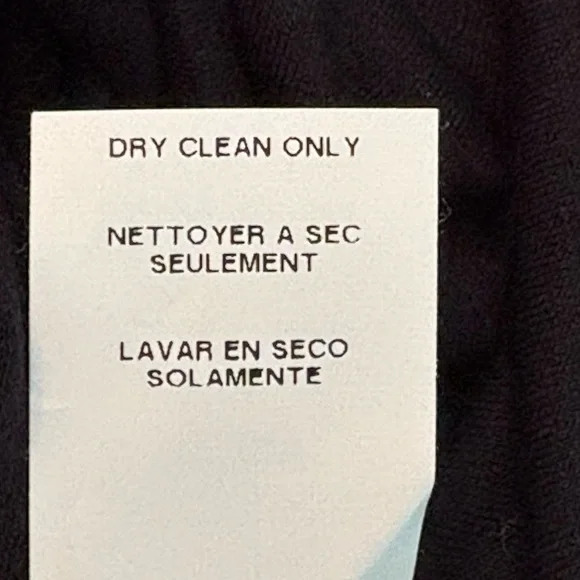 DRY CLEAN ONLY
NETTOYER A SEC
SEULEMENT
LAVAR EN SECO
SOLAMENTE